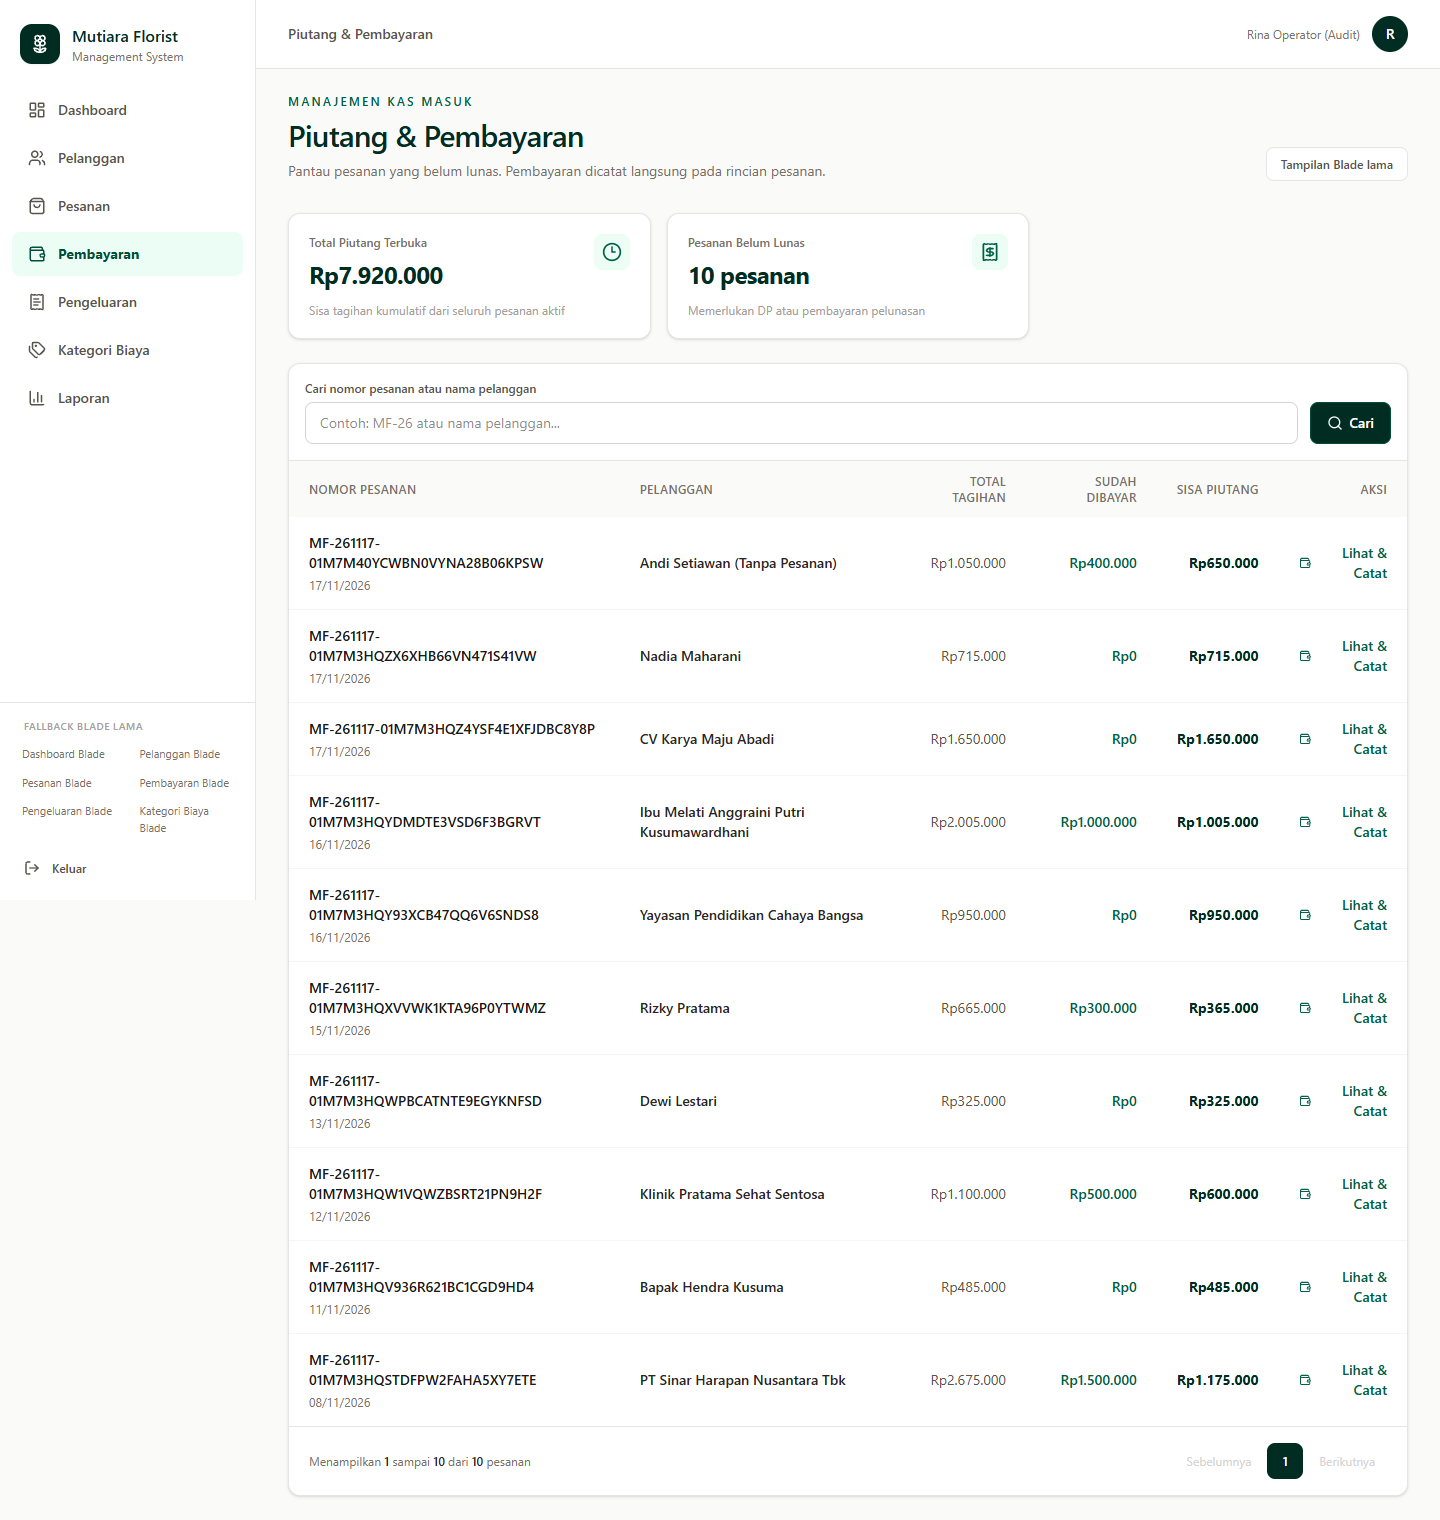 Mutiara Florist
Management System
Dashboard
Pelanggan
Pesanan
Pembayaran
Pengeluaran
Kategori Biaya
Laporan
FALLBACK BLADE LAMA
Dashboard Blade
Pelanggan Blade
Pesanan Blade
Pembayaran Blade
Pengeluaran Blade
Kategori Biaya
Blade
Keluar
Piutang & Pembayaran
Rina Operator (Audit)
R
MANAJEMEN KAS MASUK
Piutang & Pembayaran
Pantau pesanan yang belum lunas. Pembayaran dicatat langsung pada rincian pesanan.
Tampilan Blade lama
Total Piutang Terbuka
Rp7.920.000
Sisa tagihan kumulatif dari seluruh pesanan aktif
Pesanan Belum Lunas
10 pesanan
Memerlukan DP atau pembayaran pelunasan
Cari nomor pesanan atau nama pelanggan
Contoh: MF-26 atau nama pelanggan...
Cari
NOMOR PESANAN
PELANGGAN
TOTAL
TAGIHAN
SUDAH
DIBAYAR
SISA PIUTANG
AKSI
MF-261117-
01M7M40YCWBN0VYNA28B06KPSW
17/11/2026
Andi Setiawan (Tanpa Pesanan)
Rp1.050.000
Rp400.000
Rp650.000
Lihat &
Catat
MF-261117-
01M7M3HQZX6XHB66VN471S41VW
17/11/2026
Nadia Maharani
Rp715.000
Rp0
Rp715.000
Lihat &
Catat
MF-261117-01M7M3HQZ4YSF4E1XFJDBC8Y8P
17/11/2026
CV Karya Maju Abadi
Rp1.650.000
Rp0
Rp1.650.000
Lihat &
Catat
MF-261117-
01M7M3HQYDMDTE3VSD6F3BGRVT
16/11/2026
Ibu Melati Anggraini Putri
Kusumawardhani
Rp2.005.000
Rp1.000.000
Rp1.005.000
Lihat &
Catat
MF-261117-
01M7M3HQY93XCB47QQ6V6SNDS8
16/11/2026
Yayasan Pendidikan Cahaya Bangsa
Rp950.000
Rp0
Rp950.000
Lihat &
Catat
MF-261117-
01M7M3HQXVVWK1KTA96P0YTWMZ
15/11/2026
Rizky Pratama
Rp665.000
Rp300.000
Rp365.000
Lihat &
Catat
MF-261117-
01M7M3HQWPBCATNTE9EGYKNFSD
13/11/2026
Dewi Lestari
Rp325.000
Rp0
Rp325.000
Lihat &
Catat
MF-261117-
01M7M3HQW1VQWZBSRT21PN9H2F
12/11/2026
Klinik Pratama Sehat Sentosa
Rp1.100.000
Rp500.000
Rp600.000
Lihat &
Catat
MF-261117-
01M7M3HQV936R621BC1CGD9HD4
11/11/2026
Bapak Hendra Kusuma
Rp485.000
Rp0
Rp485.000
Lihat &
Catat
MF-261117-
01M7M3HQSTDFPW2FAHA5XY7ETE
08/11/2026
PT Sinar Harapan Nusantara Tbk
Rp2.675.000
Rp1.500.000
Rp1.175.000
Lihat &
Catat
Menampilkan 1 sampai 10 dari 10 pesanan
Sebelumnya
1
Berikutnya